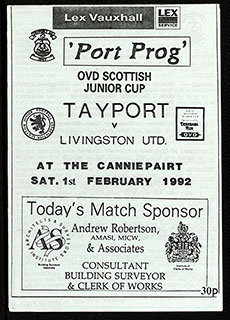 Lex Vauxhall
LEX
SERVICE
'Port Prog'
OVD SCOTTISH
JUNIOR CUP
TAYPORT
v
LIVINGSTON UTD.
OVD
AT THE CANNIEPAIRT
SAT. 1st FEBRUARY 1992
Today's Match Sponsor
Andrew Robertson,
AMASI, MICW,
& Associates
CONSULTANT
BUILDING SURVEYOR
& CLERK OF WORKS
30p